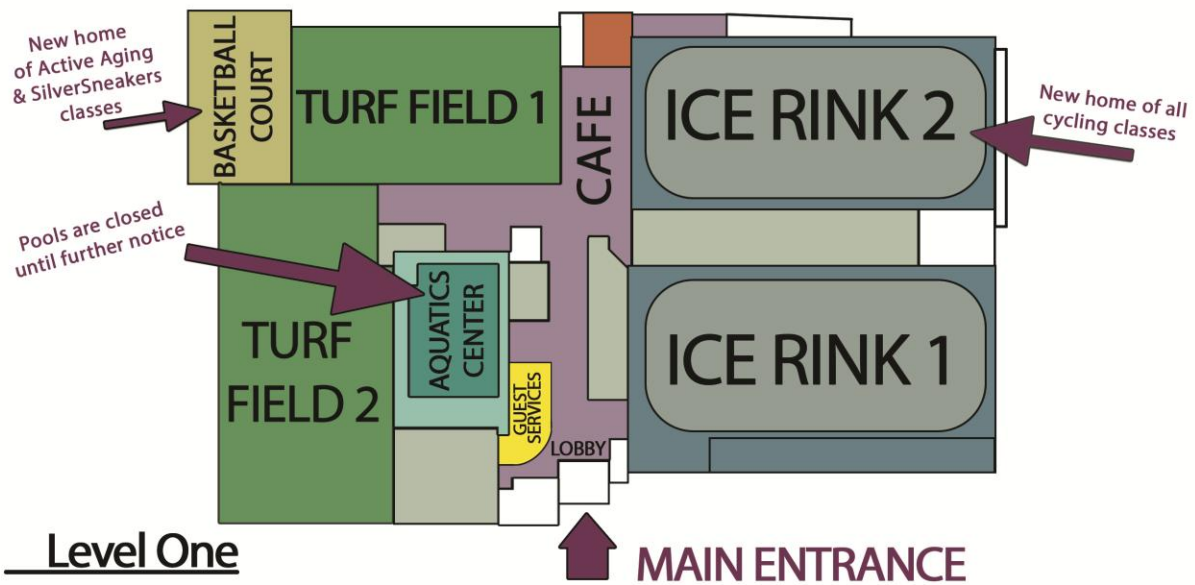 New home
of Active Aging
& SilverSneakers
classes
BASKETBALL
COURT
TURF FIELD 1
CAFE
ICE RINK 2
New home of all
cycling classes
Pools are closed
until further notice
TURF
FIELD 2
AQUATICS
CENTER
GUEST
SERVICES
LOBBY
ICE RINK 1
Level One
MAIN ENTRANCE